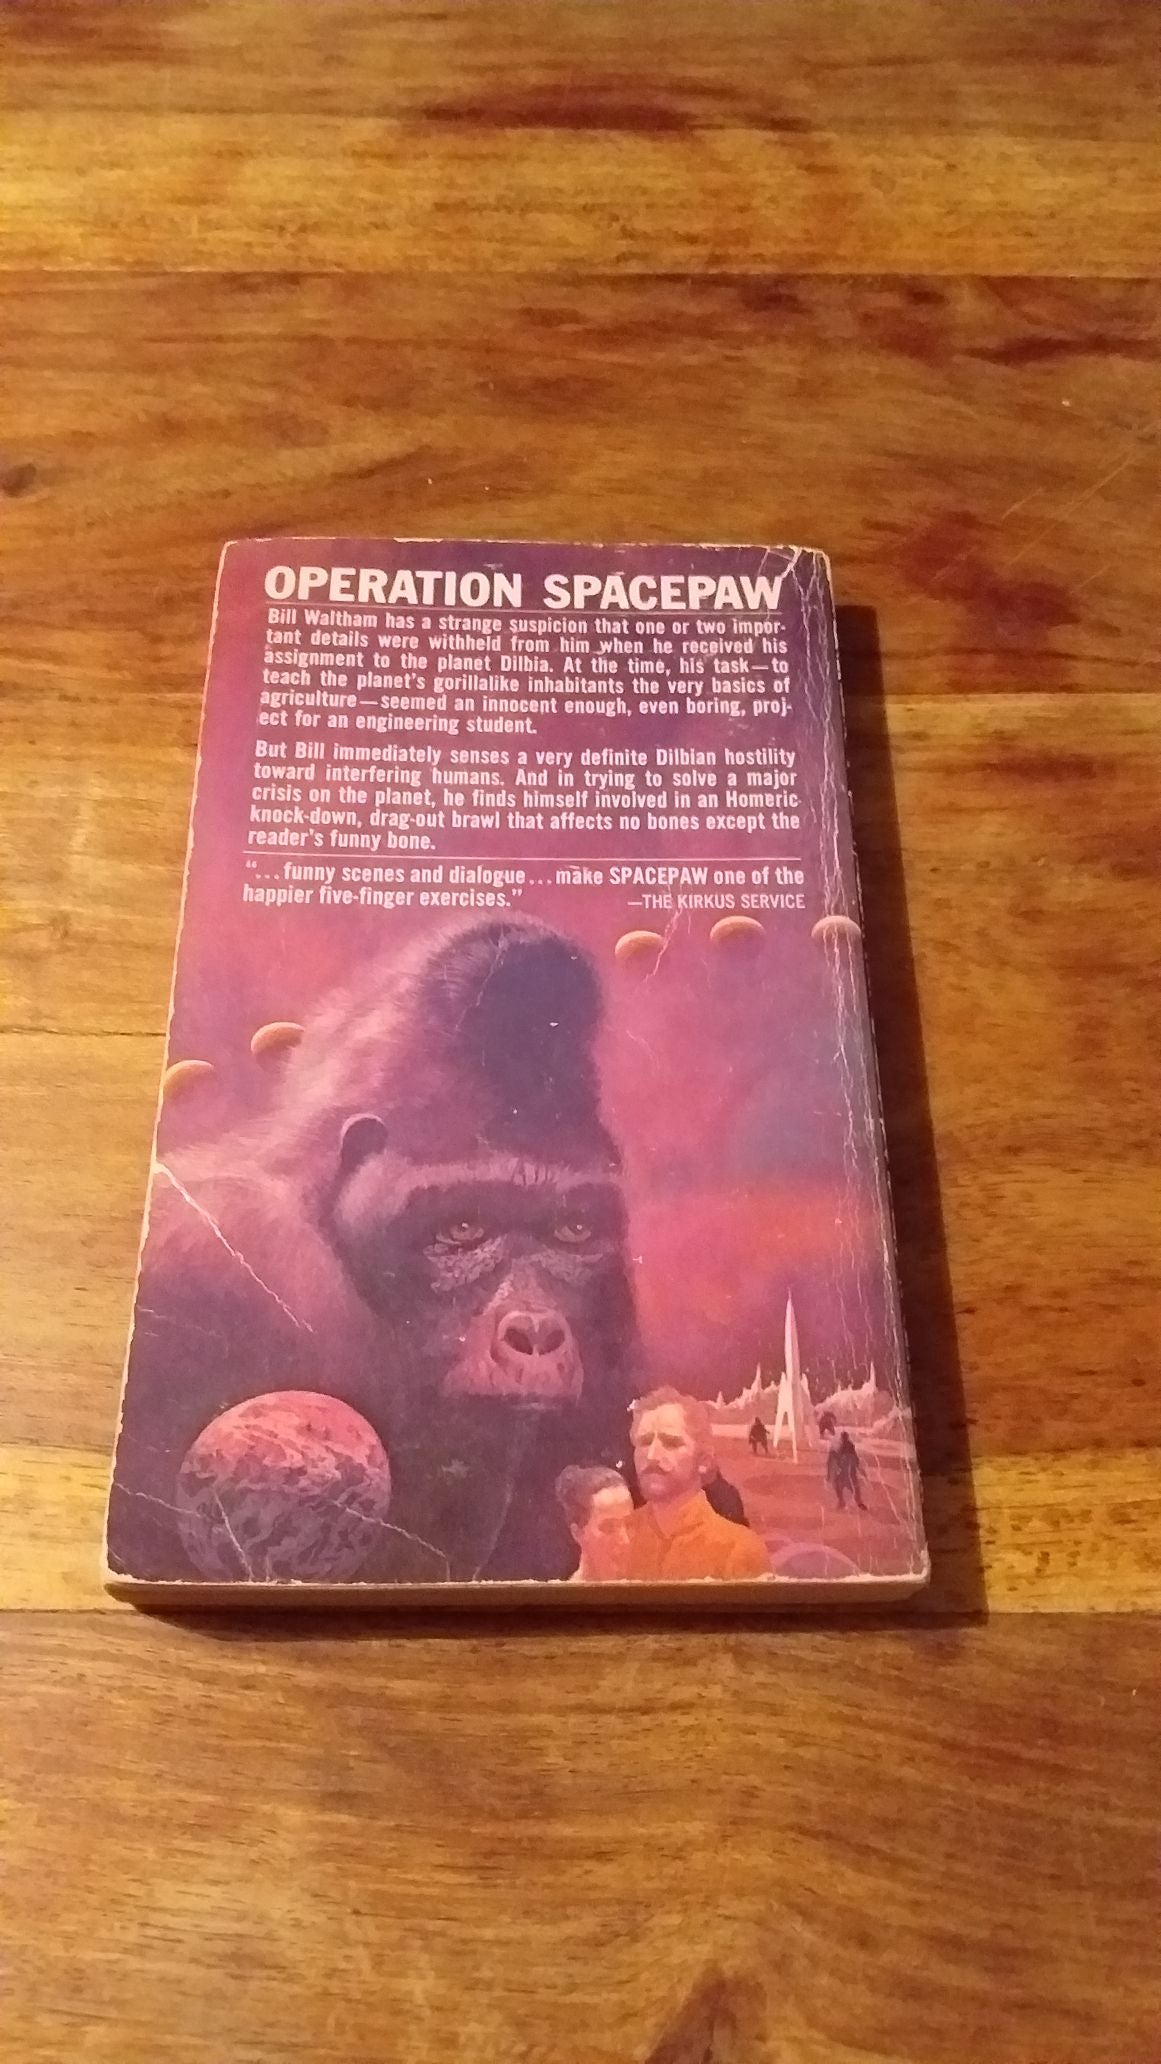 OPERATION SPACEPAW
Bill Waltham has a strange suspicion that one or two impor-
tant details were withheld from him when he received his
assignment to the planet Dilbia. At the time, his task—to
teach the planet's gorillalike inhabitants the very basics of
agriculture—seemed an innocent enough, even boring, proj-
ect for an engineering student.
But Bill immediately senses a very definite Dilbian hostility
toward interfering humans. And in trying to solve a major
crisis on the planet, he finds himself involved in an Homeric
knock-down, drag-out brawl that affects no bones except the
reader's funny bone.
"...funny scenes and dialogue...make SPACEPAW one of the
happier five-finger exercises." —THE KIRKUS SERVICE